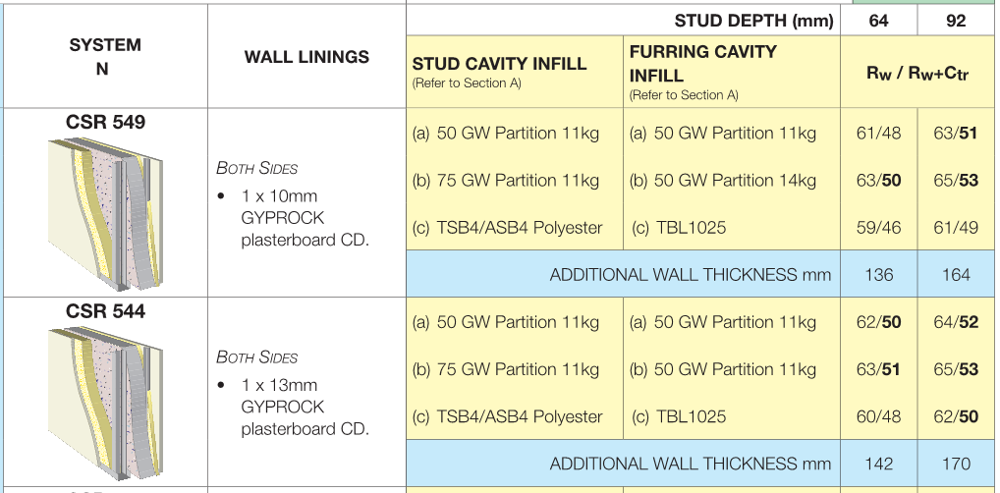 STUD DEPTH (mm) 64 92
SYSTEM
N
WALL LININGS
STUD CAVITY INFILL
(Refer to Section A)
FURRING CAVITY
INFILL
(Refer to Section A)
Rw / Rw+Ctr
CSR 549
BOTH SIDES
• 1 x 10mm
GYPROCK
plasterboard CD.
(a) 50 GW Partition 11kg (a) 50 GW Partition 11kg 61/48 63/51
(b) 75 GW Partition 11kg (b) 50 GW Partition 14kg 63/50 65/53
(c) TSB4/ASB4 Polyester (c) TBL1025 59/46 61/49
ADDITIONAL WALL THICKNESS mm 136 164
CSR 544
BOTH SIDES
• 1 x 13mm
GYPROCK
plasterboard CD.
(a) 50 GW Partition 11kg (a) 50 GW Partition 11kg 62/50 64/52
(b) 75 GW Partition 11kg (b) 50 GW Partition 11kg 63/51 65/53
(c) TSB4/ASB4 Polyester (c) TBL1025 60/48 62/50
ADDITIONAL WALL THICKNESS mm 142 170